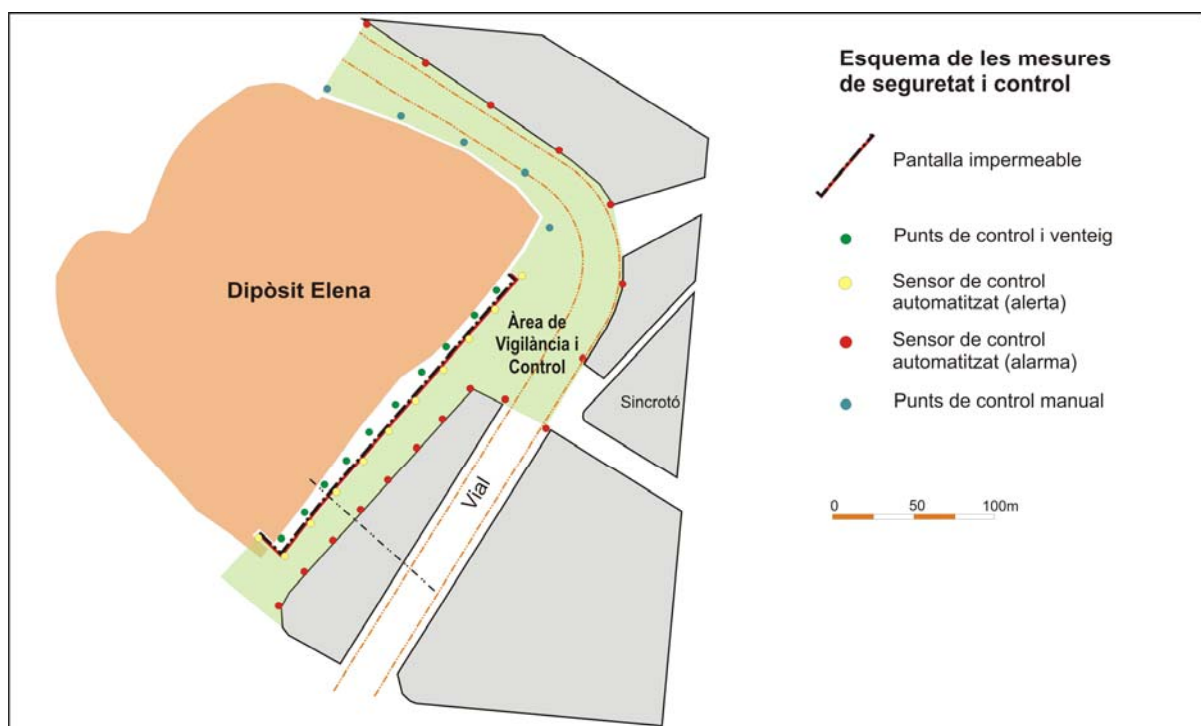 Esquema de les mesures
de seguretat i control
Pantalla impermeable
Punts de control i venteig
Sensor de control
automatitzat (alerta)
Sensor de control
automatitzat (alarma)
Punts de control manual
0 50 100m
Dipòsit Elena
Àrea de
Vigilància i
Control
Sincrotó
Vial